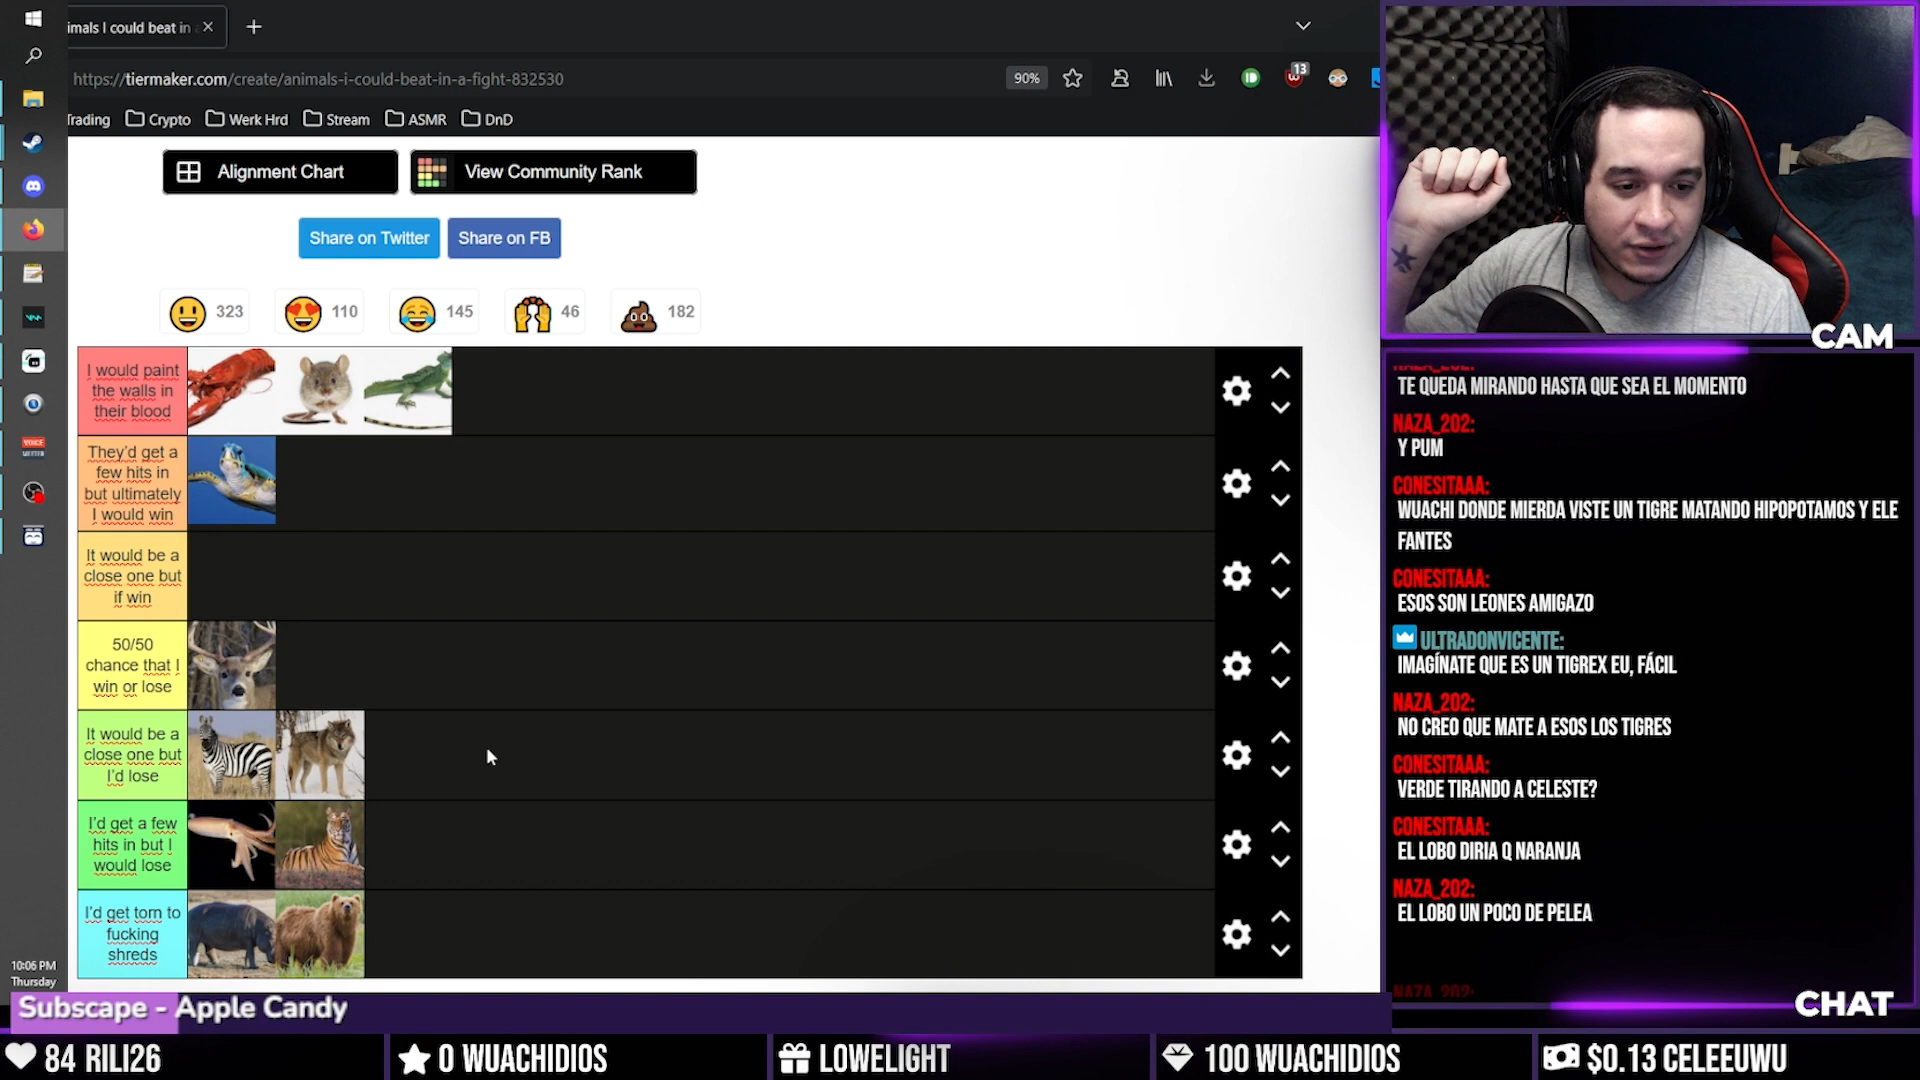 imals I could beat in
https://tiermaker.com/create/animals-i-could-beat-in-a-fight-832530
90%
13
Trading
Crypto
Werk Hrd
Stream
ASMR
DnD
Alignment Chart
View Community Rank
Share on Twitter
Share on FB
323
110
145
46
182
I would paint
the walls in
their blood
They'd get a
few hits in
but ultimately
I would win
It would be a
close one but
if win
50/50
chance that I
win or lose
It would be a
close one but
I'd lose
I'd get a few
hits in but I
would lose
I'd get torn to
fucking
shreds
10:06 PM
Thursday
CAM
TE QUEDA MIRANDO HASTA QUE SEA EL MOMENTO
NAZA_202:
Y PUM
CONESITAAA:
WUACHI DONDE MIERDA VISTE UN TIGRE MATANDO HIPOPOTAMOS Y ELE
FANTES
CONESITAAA:
ESOS SON LEONES AMIGAZO
ULTRADONVICENTE:
IMAGÍNATE QUE ES UN TIGREX EU, FÁCIL
NAZA_202:
NO CREO QUE MATE A ESOS LOS TIGRES
CONESITAAA:
VERDE TIRANDO A CELESTE?
CONESITAAA:
EL LOBO DIRIA Q NARANJA
NAZA_202:
EL LOBO UN POCO DE PELEA
CHAT
Subscape - Apple Candy
84 RILI26
0 WUACHIDIOS
LOWELIGHT
100 WUACHIDIOS
$0.13 CELEEUWU